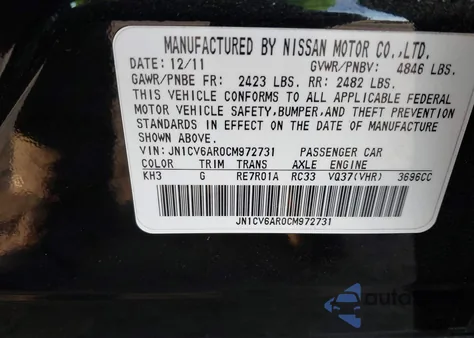 MANUFACTURED BY NISSAN MOTOR CO.,LTD.
DATE: 12/11 GVWR/PNBV: 4846 LBS.
GAWR/PNBE FR: 2423 LBS. RR: 2482 LBS.
THIS VEHICLE CONFORMS TO ALL APPLICABLE FEDERAL
MOTOR VEHICLE SAFETY, BUMPER, AND THEFT PREVENTION
STANDARDS IN EFFECT ON THE DATE OF MANUFACTURE
SHOWN ABOVE.
VIN: JN1CV6AR0CM972731 PASSENGER CAR
COLOR TRIM TRANS AXLE ENGINE
KH3 G RE7R01A RC33 VQ37(VHR) 3696CC
JN1CV6AR0CM972731